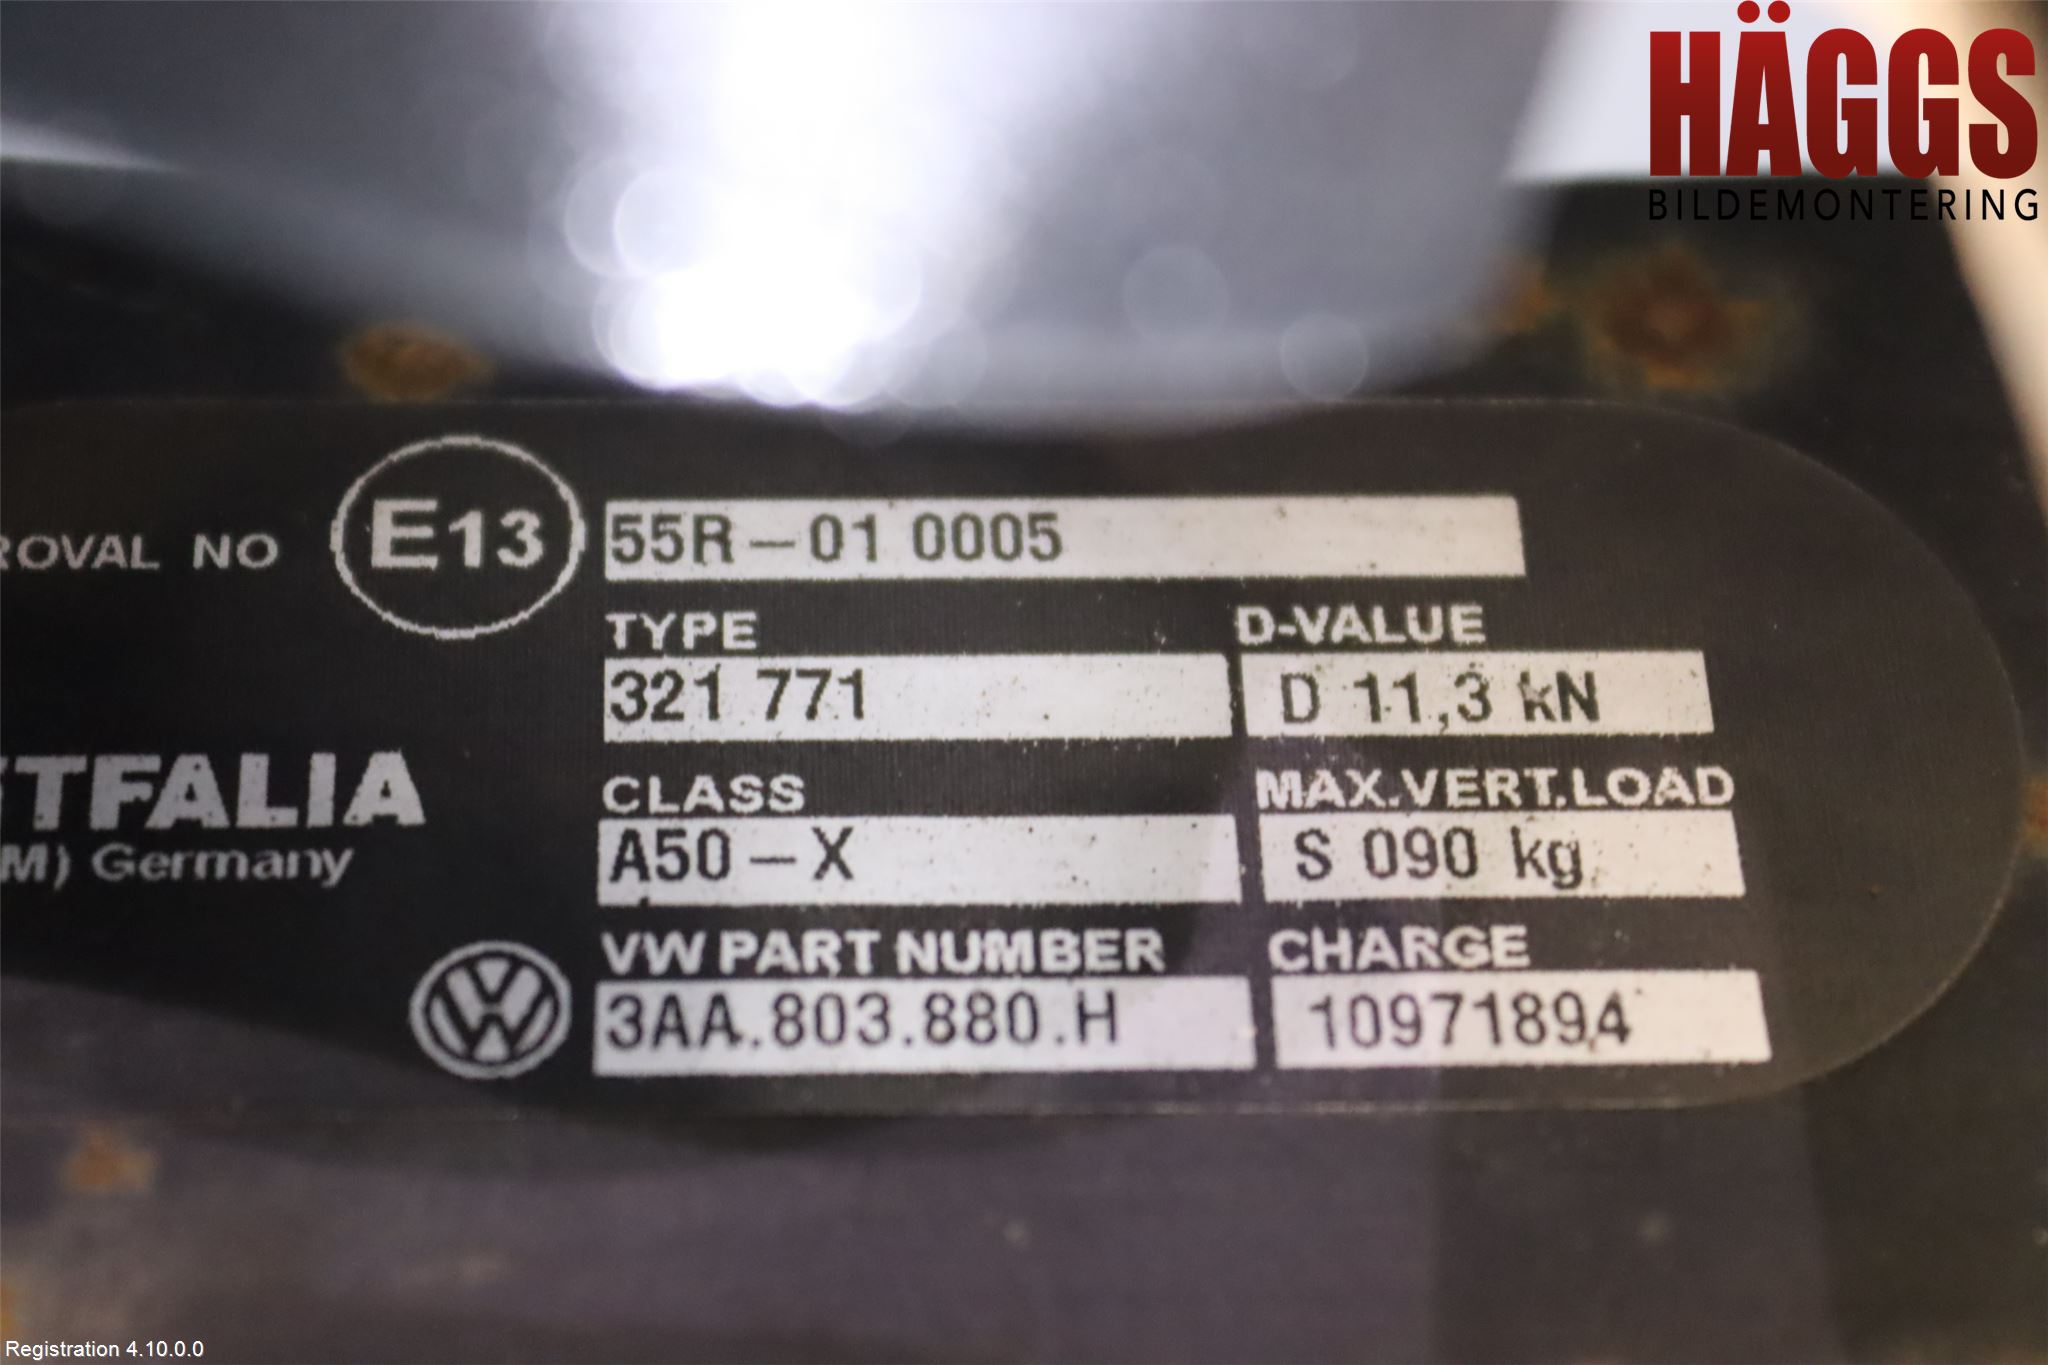 HÄGGS
BILDEMONTERING
ROVAL NO E13 55R-01 0005
TYPE D-VALUE
321 771 D 11,3 kN
CLASS MAX.VERT.LOAD
A50-X S 090 kg
STFALIA
M) Germany
VW PART NUMBER CHARGE
3AA.803.880.H 10971894
Registration 4.10.0.0